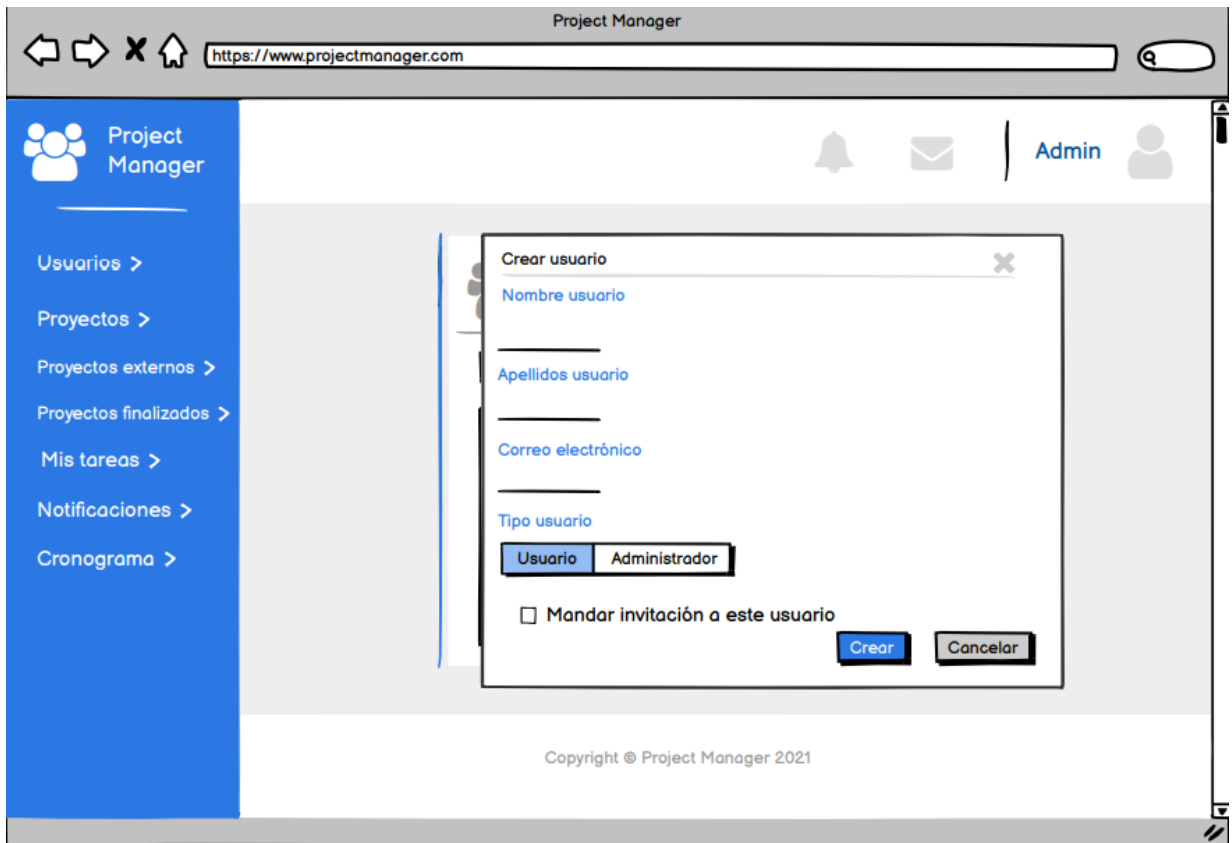 Project Manager
https://www.projectmanager.com
Project
Manager
Admin
Usuarios >
Proyectos >
Proyectos externos >
Proyectos finalizados >
Mis tareas >
Notificaciones >
Cronograma >
Crear usuario
Nombre usuario
Apellidos usuario
Correo electrónico
Tipo usuario
Usuario Administrador
Mandar invitación a este usuario
Crear Cancelar
Copyright © Project Manager 2021